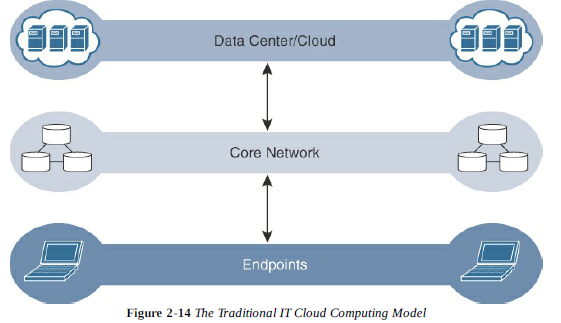 Data Center/Cloud
Core Network
Endpoints
Figure 2-14 The Traditional IT Cloud Computing Model